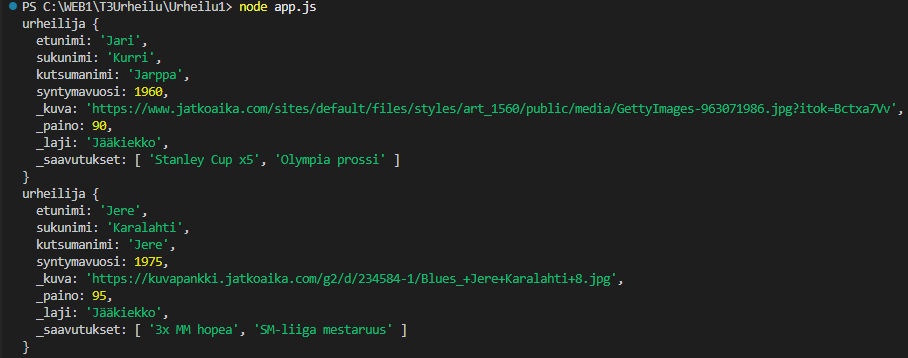 PS C:\WEB1\T3Urheilu\Urheilu1> node app.js
urheilija {
  etunimi: 'Jari',
  sukunimi: 'Kurri',
  kutsumanimi: 'Jarppa',
  syntymavuosi: 1960,
  _kuva: 'https://www.jatkoaika.com/sites/default/files/styles/art_1560/public/media/GettyImages-963071986.jpg?itok=Bctxa7Vv',
  _paino: 90,
  _laji: 'Jääkiekko',
  _saavutukset: [ 'Stanley Cup x5', 'Olympia prossi' ]
}
urheilija {
  etunimi: 'Jere',
  sukunimi: 'Karalahti',
  kutsumanimi: 'Jere',
  syntymavuosi: 1975,
  _kuva: 'https://kuvapankki.jatkoaika.com/g2/d/234584-1/Blues_+Jere+Karalahti+8.jpg',
  _paino: 95,
  _laji: 'Jääkiekko',
  _saavutukset: [ '3x MM hopea', 'SM-liiga mestaruus' ]
}